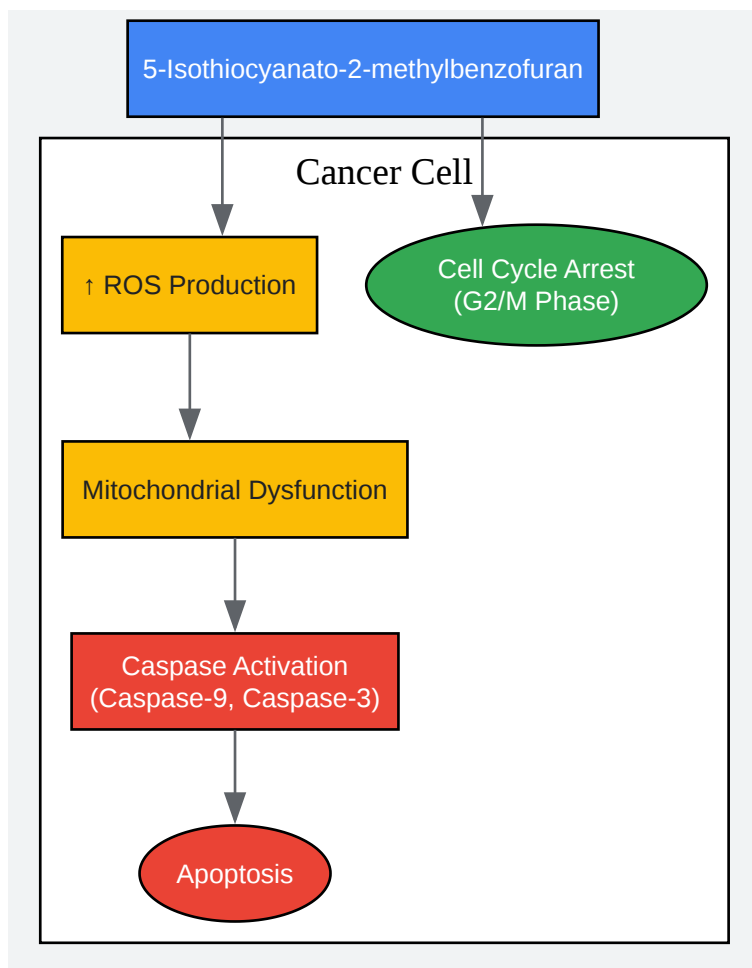 5-Isothiocyanato-2-methylbenzofuran
Cancer Cell
↑ ROS Production
Cell Cycle Arrest
(G2/M Phase)
Mitochondrial Dysfunction
Caspase Activation
(Caspase-9, Caspase-3)
Apoptosis